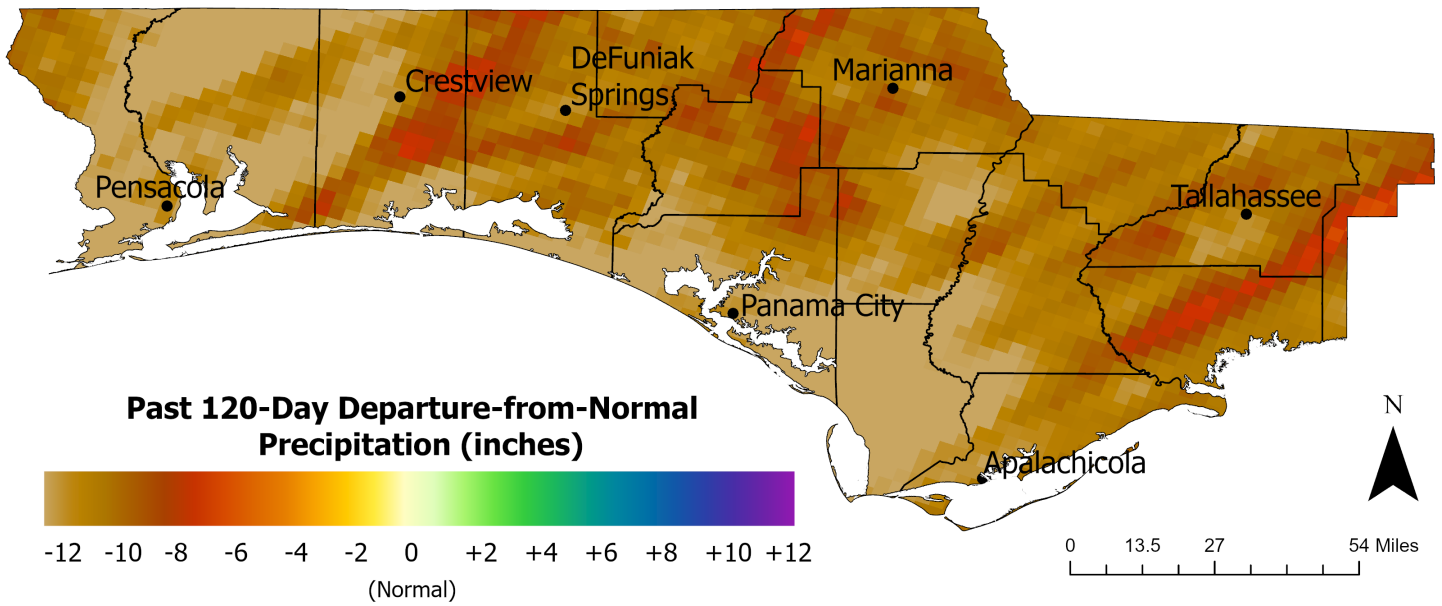 DeFuniak
Springs
Crestview
Marianna
Pensacola
Tallahassee
Panama City
Apalachicola
Past 120-Day Departure-from-Normal
Precipitation (inches)
-12 -10 -8 -6 -4 -2 0 +2 +4 +6 +8 +10 +12
(Normal)
N
0 13.5 27 54 Miles